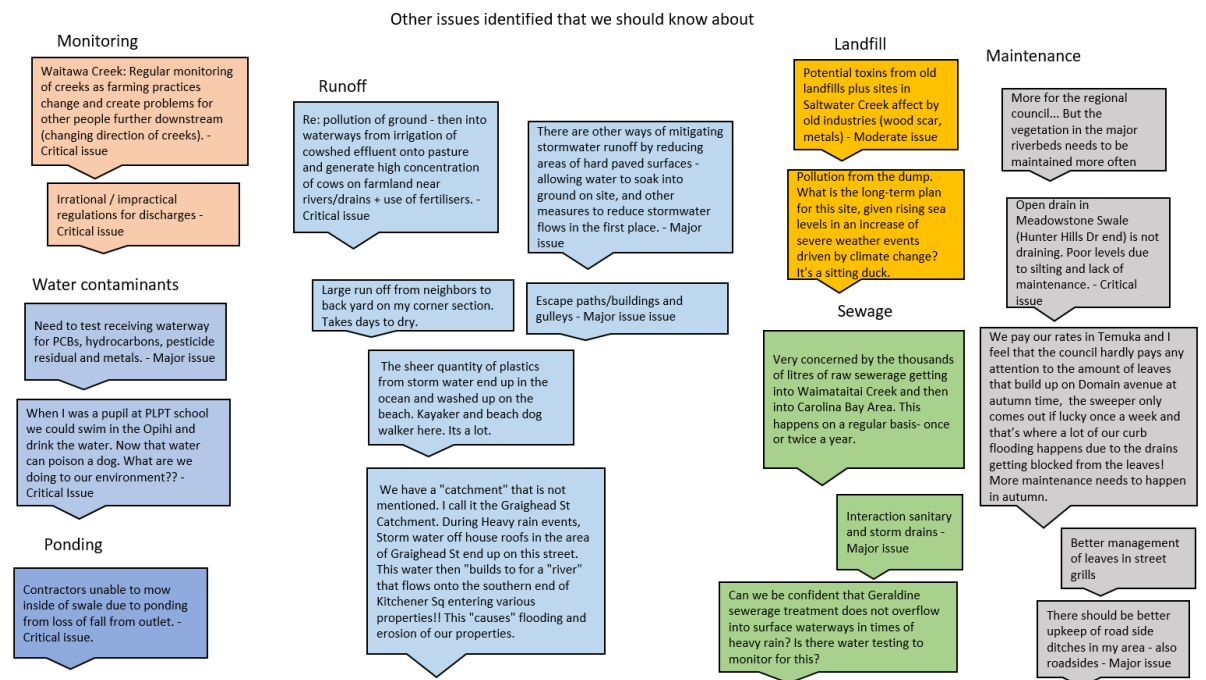 Other issues identified that we should know about
Monitoring
Waitawa Creek: Regular monitoring
of creeks as farming practices
change and create problems for
other people further downstream
(changing direction of creeks). -
Critical issue
Irrational / impractical
regulations for discharges -
Critical issue
Water contaminants
Need to test receiving waterway
for PCBs, hydrocarbons, pesticide
residual and metals. - Major issue
When I was a pupil at PLPT school
we could swim in the Opihi and
drink the water. Now that water
can poison a dog. What are we
doing to our environment?? -
Critical Issue
Ponding
Contractors unable to mow
inside of swale due to ponding
from loss of fall from outlet. -
Critical issue.
Runoff
Re: pollution of ground - then into
waterways from irrigation of
cowshed effluent onto pasture
and generate high concentration
of cows on farmland near
rivers/drains + use of fertilisers. -
Critical issue
There are other ways of mitigating
stormwater runoff by reducing
areas of hard paved surfaces -
allowing water to soak into
ground on site, and other
measures to reduce stormwater
flows in the first place. - Major
issue
Large run off from neighbors to
back yard on my corner section.
Takes days to dry.
Escape paths/buildings and
gulleys - Major issue issue
The sheer quantity of plastics
from storm water end up in the
ocean and washed up on the
beach. Kayaker and beach dog
walker here. Its a lot.
We have a "catchment" that is not
mentioned. I call it the Graighead St
Catchment. During Heavy rain events,
Storm water off house roofs in the area
of Graighead St end up on this street.
This water then "builds to for a "river"
that flows onto the southern end of
Kitchener Sq entering various
properties!! This "causes" flooding and
erosion of our properties.
Landfill
Potential toxins from old
landfills plus sites in
Saltwater Creek affect by
old industries (wood scar,
metals) - Moderate issue
Pollution from the dump.
What is the long-term plan
for this site, given rising sea
levels in an increase of
severe weather events
driven by climate change?
It's a sitting duck.
Sewage
Very concerned by the thousands
of litres of raw sewerage getting
into Waimataitai Creek and then
into Carolina Bay Area. This
happens on a regular basis- once
or twice a year.
Interaction sanitary
and storm drains -
Major issue
Can we be confident that Geraldine
sewerage treatment does not overflow
into surface waterways in times of
heavy rain? Is there water testing to
monitor for this?
Maintenance
More for the regional
council... But the
vegetation in the major
riverbeds needs to be
maintained more often
Open drain in
Meadowstone Swale
(Hunter Hills Dr end) is not
draining. Poor levels due
to silting and lack of
maintenance. - Critical
issue
We pay our rates in Temuka and I
feel that the council hardly pays any
attention to the amount of leaves
that build up on Domain avenue at
autumn time,  the sweeper only
comes out if lucky once a week and
that's where a lot of our curb
flooding happens due to the drains
getting blocked from the leaves!
More maintenance needs to happen
in autumn.
Better management
of leaves in street
grills
There should be better
upkeep of road side
ditches in my area - also
roadsides - Major issue